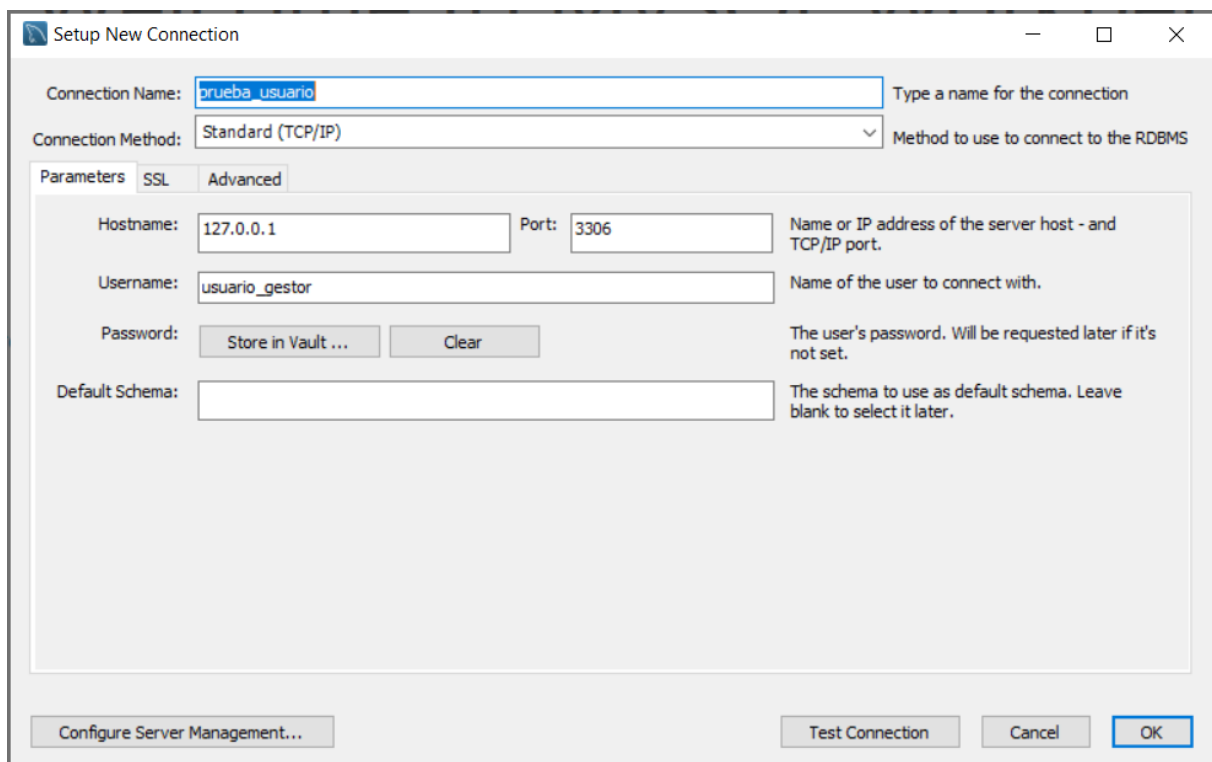 Setup New Connection
Connection Name: prueba_usuario Type a name for the connection
Connection Method: Standard (TCP/IP) Method to use to connect to the RDBMS
Parameters SSL Advanced
Hostname: 127.0.0.1 Port: 3306 Name or IP address of the server host - and
TCP/IP port.
Username: usuario_gestor Name of the user to connect with.
Password: Store in Vault ... Clear The user's password. Will be requested later if it's
not set.
Default Schema: The schema to use as default schema. Leave
blank to select it later.
Configure Server Management... Test Connection Cancel OK